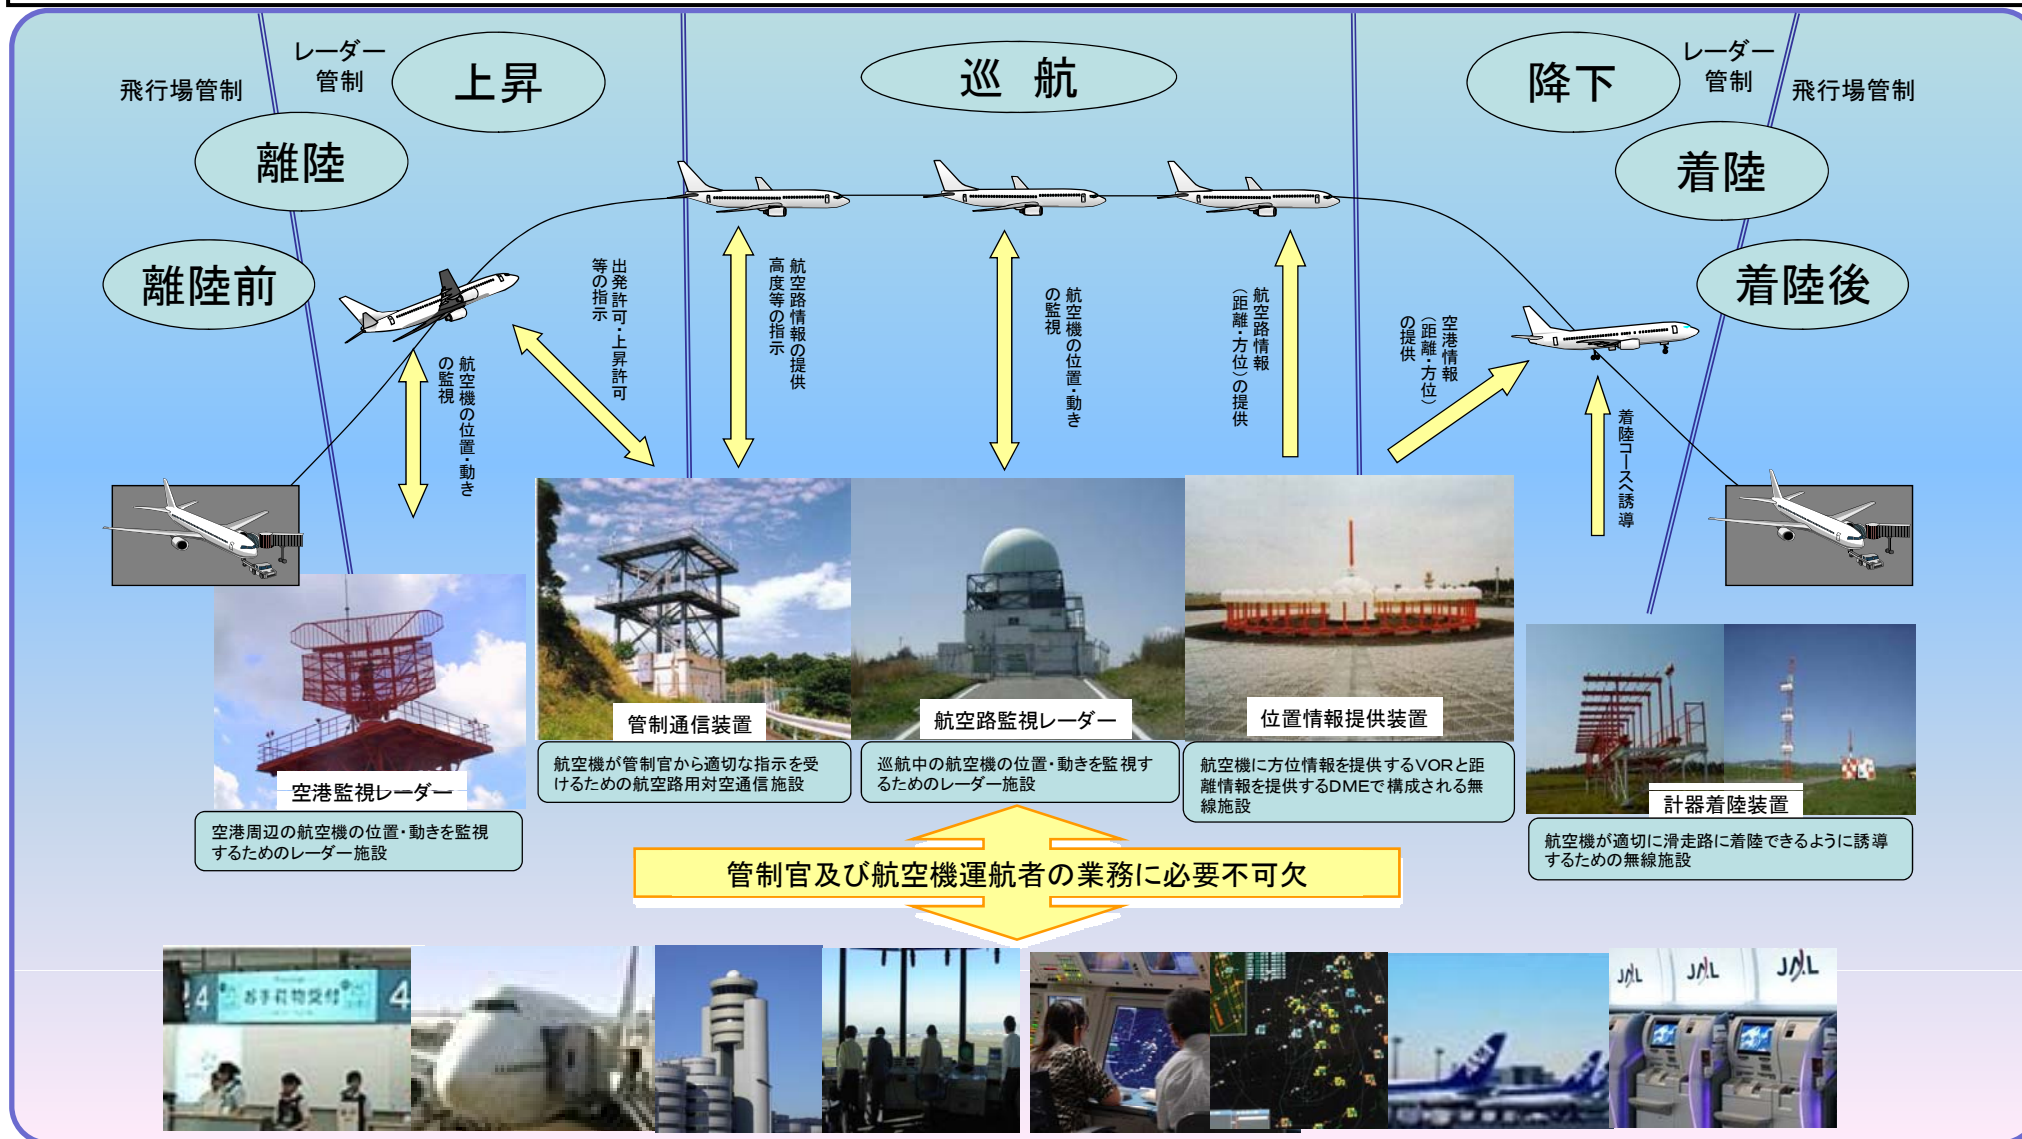 飛行場管制
レーダー
管制
上昇
巡 航
降下
レーダー
管制
飛行場管制
離陸
着陸
離陸前
着陸後
航空機の位置・動き
の監視
出発許可・上昇許可
等の指示
航空路情報の提供
高度等の指示
航空機の位置・動き
の監視
航空路情報
(距離・方位)の提供
空港情報
(距離・方位)
の提供
着陸コースへ誘導
空港監視レーダー
空港周辺の航空機の位置・動きを監視
するためのレーダー施設
管制通信装置
航空機が管制官から適切な指示を受
けるための航空路用対空通信施設
航空路監視レーダー
巡航中の航空機の位置・動きを監視す
るためのレーダー施設
位置情報提供装置
航空機に方位情報を提供するVORと距
離情報を提供するDMEで構成される無
線施設
計器着陸装置
航空機が適切に滑走路に着陸できるように誘導
するための無線施設
管制官及び航空機運航者の業務に必要不可欠
24
お手荷物受付
4
JAL
JAL
JAL